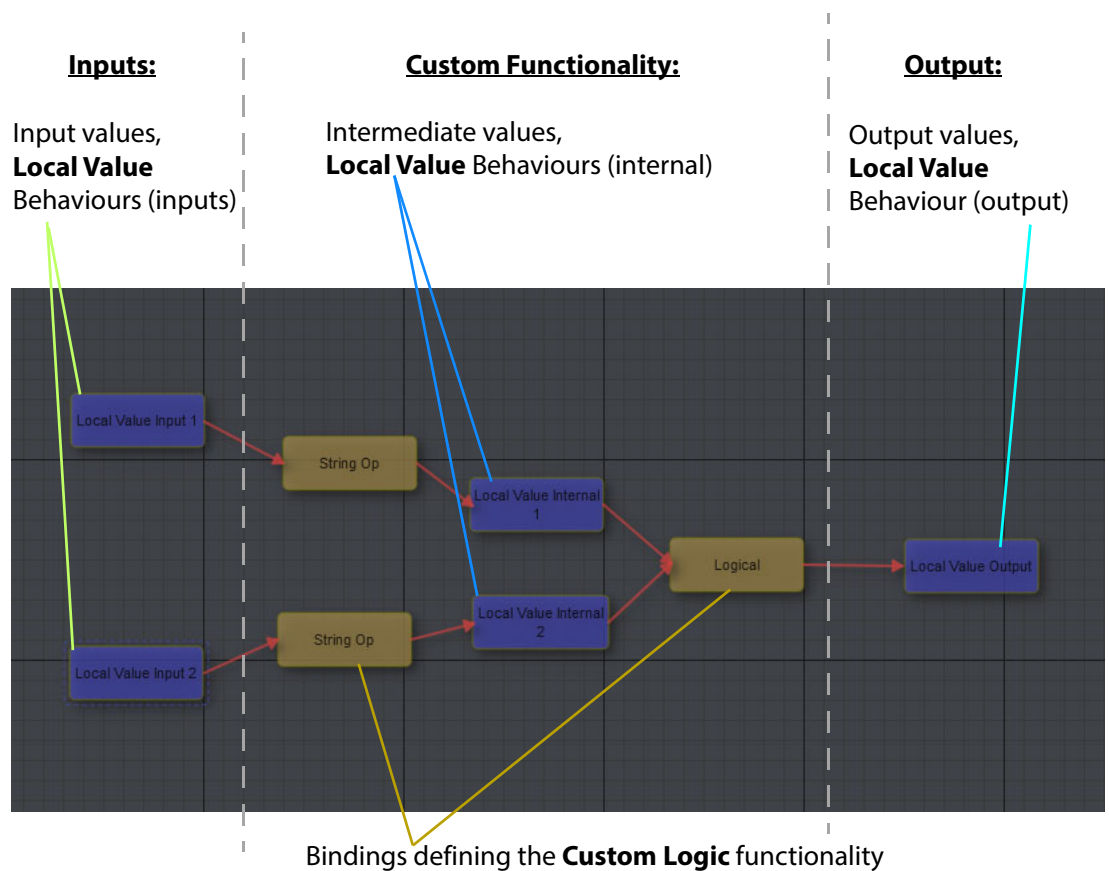 Inputs:
Custom Functionality:
Output:
Input values,
Local Value
Behaviours (inputs)
Intermediate values,
Local Value Behaviours (internal)
Output values,
Local Value
Behaviour (output)
Local Value Input 1
String Op
Local Value Internal
1
Logical
Local Value Output
Local Value Internal
2
String Op
Local Value Input 2
Bindings defining the Custom Logic functionality